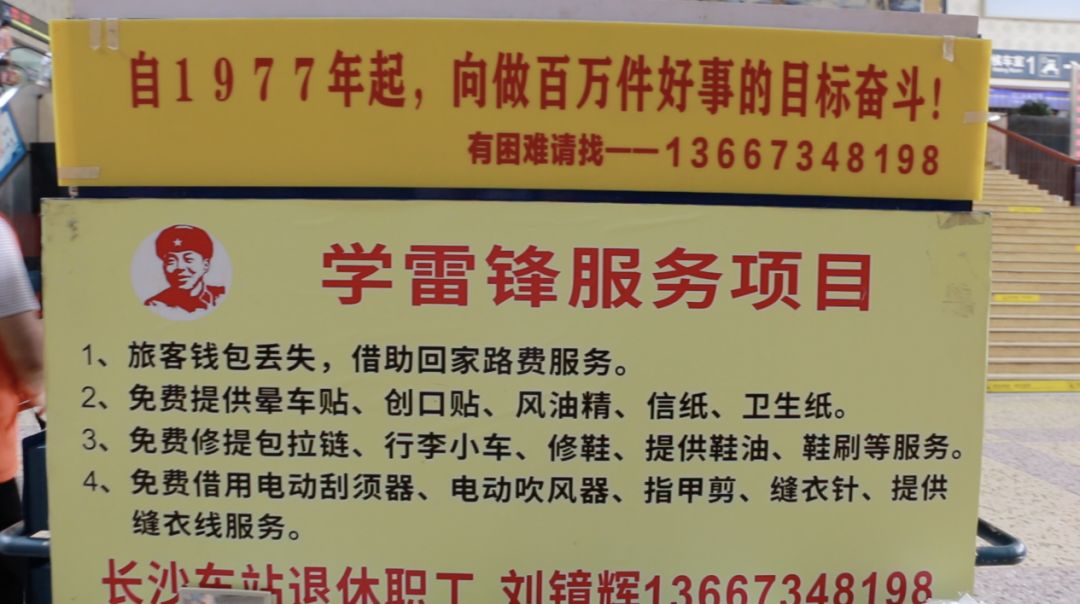 自1977年起，向做百万件好事的目标奋斗！
有困难请找——13667348198
学雷锋服务项目
1、旅客钱包丢失，借助回家路费服务。
2、免费提供晕车贴、创口贴、风油精、信纸、卫生纸。
3、免费修提包拉链、行李小车、修鞋、提供鞋油、鞋刷等服务。
4、免费借用电动刮须器、电动吹风器、指甲剪、缝衣针、提供
缝衣线服务。
长沙车站退休职工 刘镜辉13667348198
候车室1